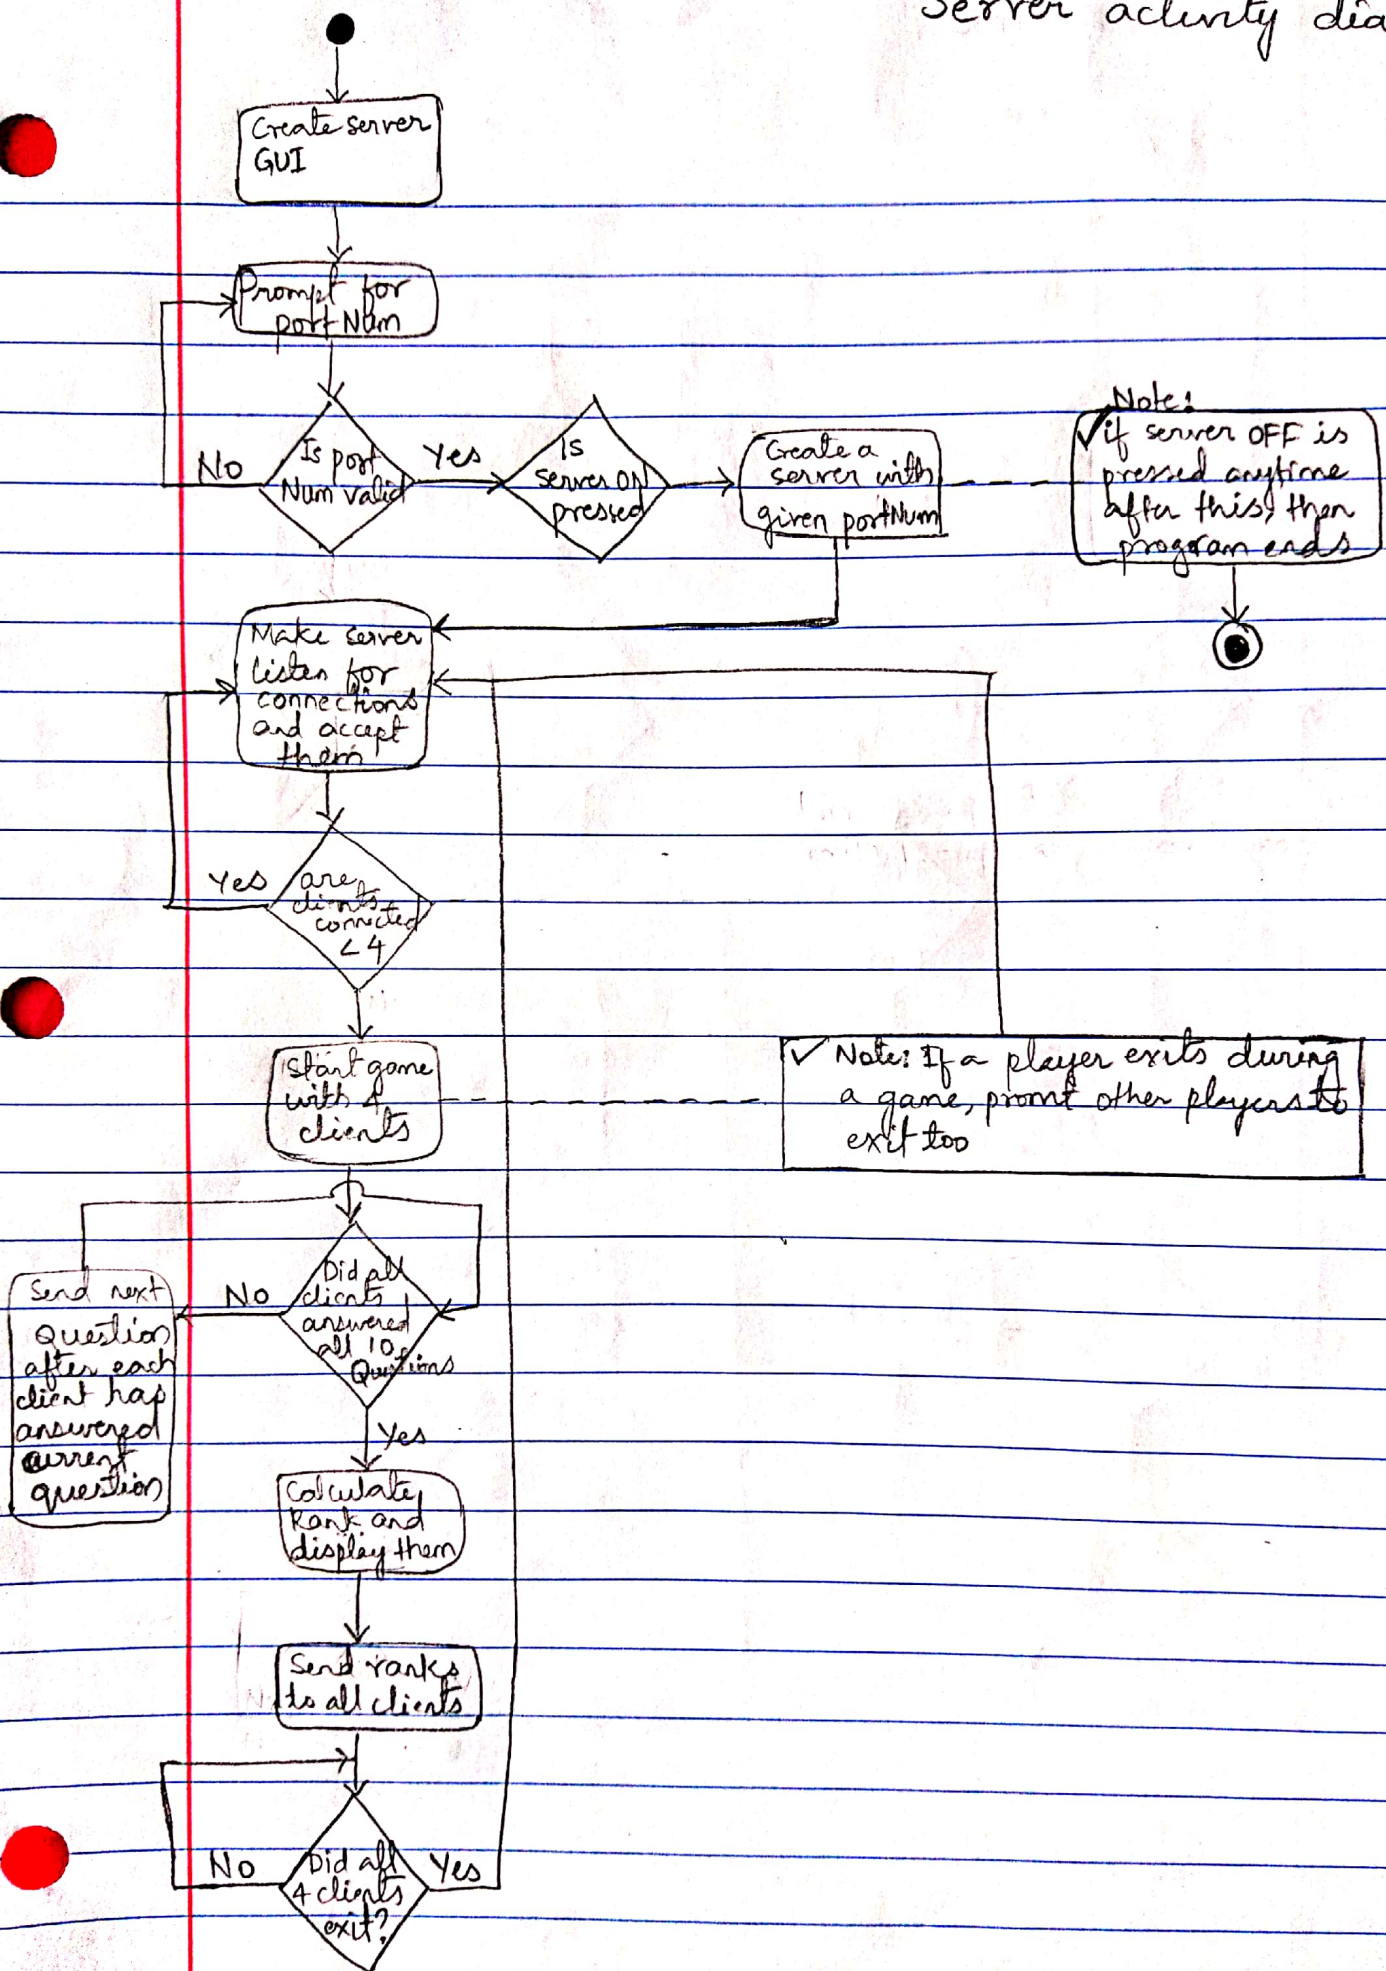 Server activity dia
Create server
GUI
Prompt for
portNum
Is port
Num valid
No
Yes
Is
server ON
pressed
Create a
server with
given portNum
Note:
if server OFF is
pressed anytime
after this, then
program ends
Make server
listen for
connections
and accept
them
Yes
are
clients
connected
< 4
Start game
with 4
clients
Note: If a player exits during
a game, promt other players to
exit too
Did all
clients
answered
all 10
Questions
No
Send next
Question
after each
client has
answered
current
question
Yes
Calculate
Rank and
display them
Send ranks
to all clients
No
Did all
4 clients
exit?
Yes